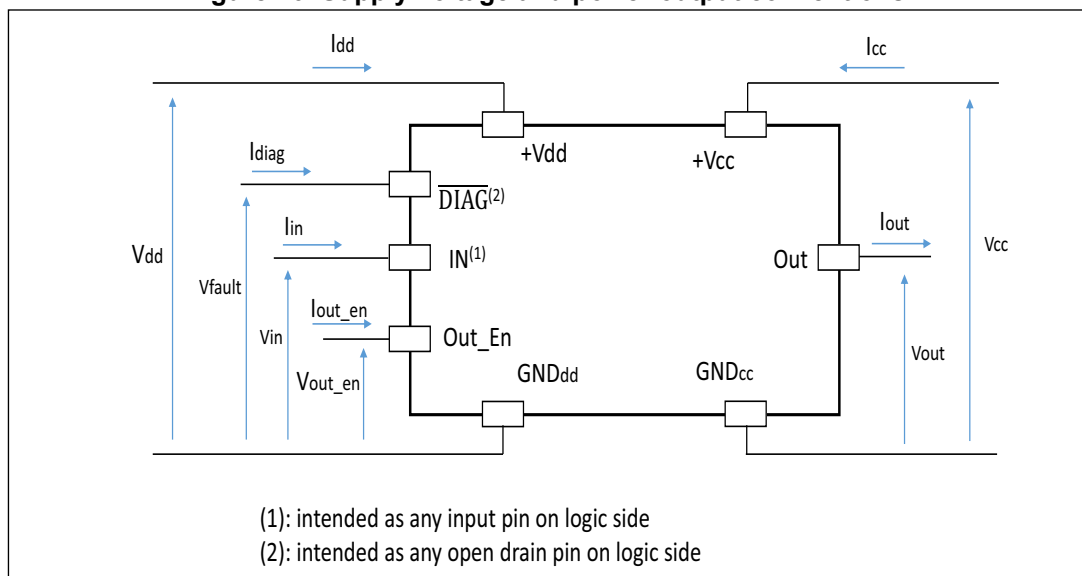 Idd
Icc
+Vdd
+Vcc
Idiag
DIAG(2)
Iin
IN(1)
Iout
Out
Vdd
Vcc
Vfault
Iout_en
Out_En
Vin
Vout
Vout_en
GNDdd
GNDcc
(1): intended as any input pin on logic side
(2): intended as any open drain pin on logic side